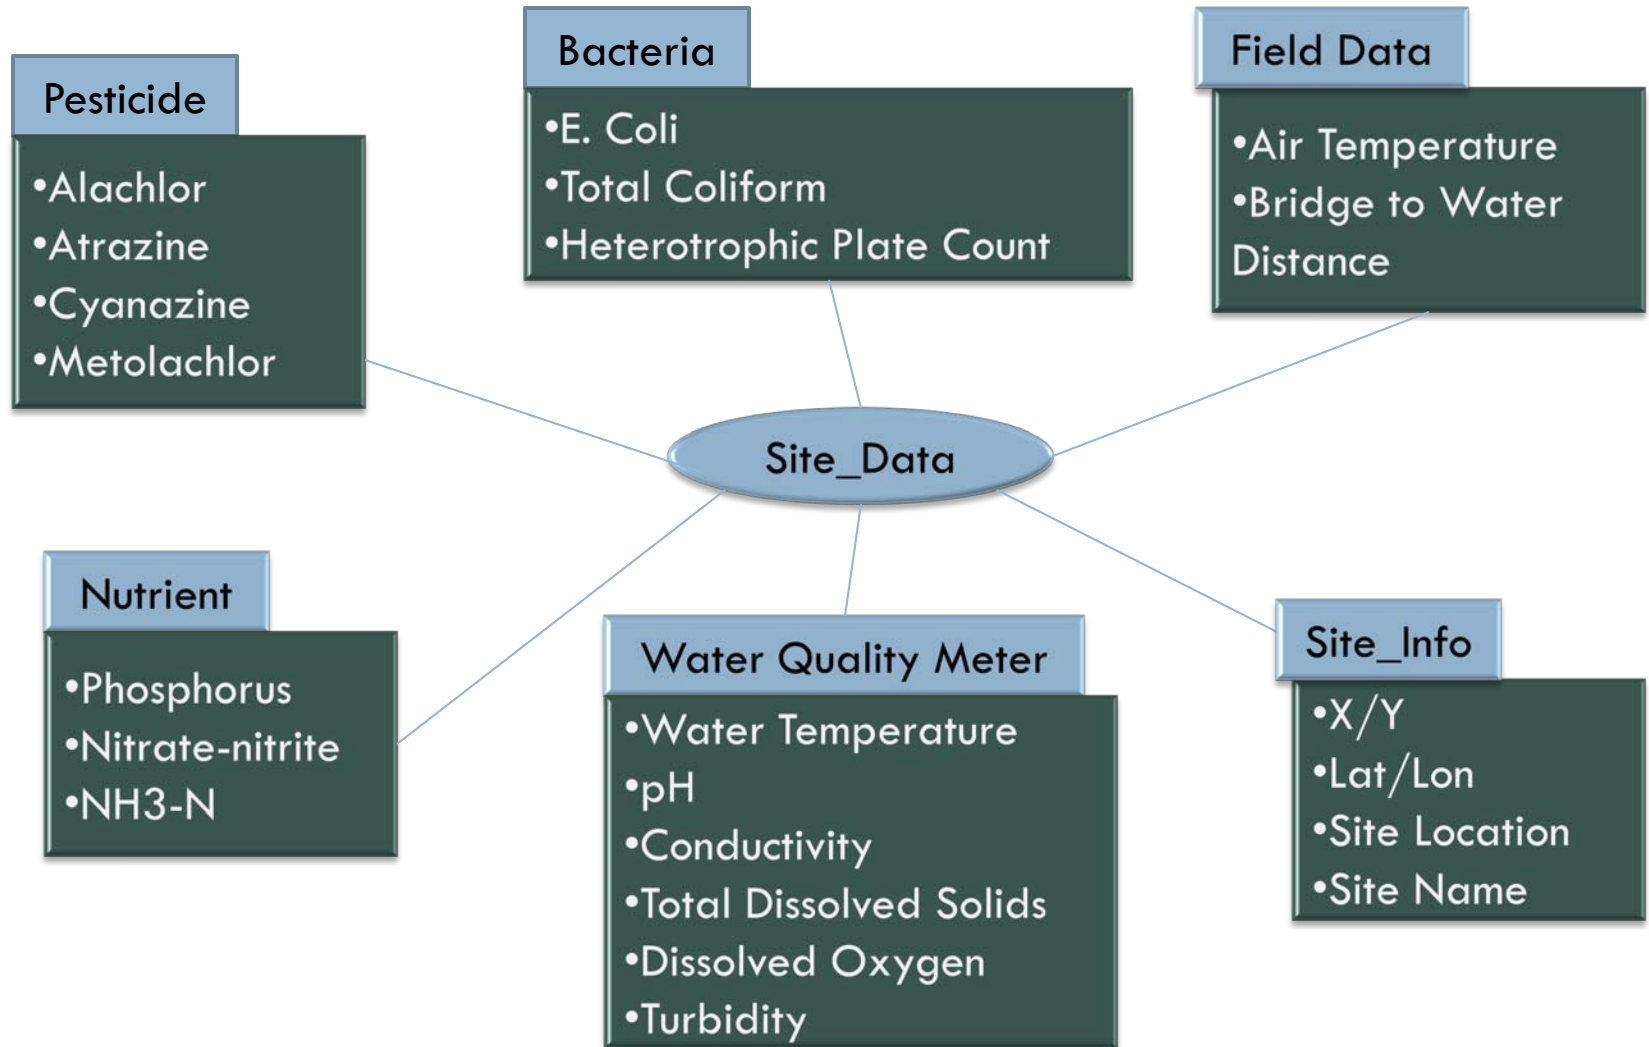 Pesticide
•Alachlor
•Atrazine
•Cyanazine
•Metolachlor
Bacteria
•E. Coli
•Total Coliform
•Heterotrophic Plate Count
Field Data
•Air Temperature
•Bridge to Water
Distance
Site_Data
Nutrient
•Phosphorus
•Nitrate-nitrite
•NH3-N
Water Quality Meter
•Water Temperature
•pH
•Conductivity
•Total Dissolved Solids
•Dissolved Oxygen
•Turbidity
Site_Info
•X/Y
•Lat/Lon
•Site Location
•Site Name